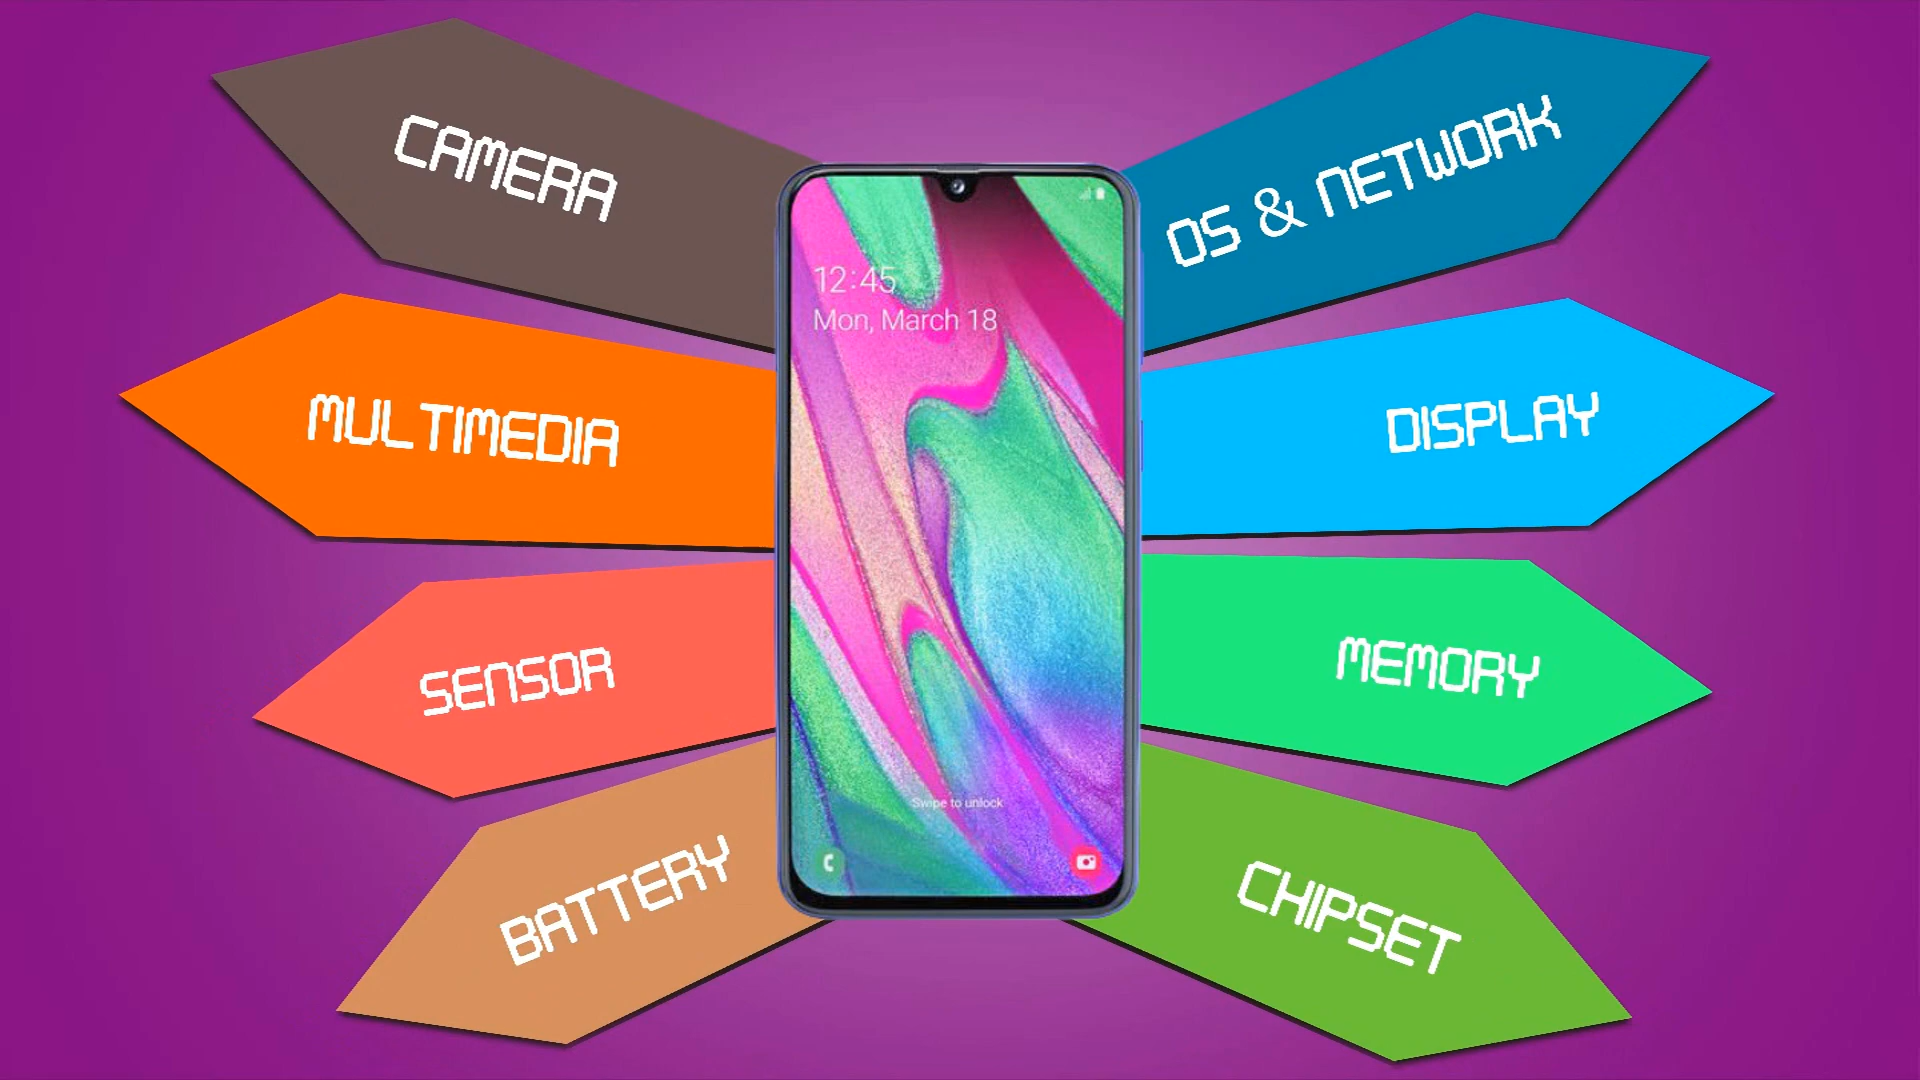 CAMERA
OS & NETWORK
MULTIMEDIA
DISPLAY
SENSOR
MEMORY
BATTERY
CHIPSET
12:45
Mon, March 18
Swipe to unlock